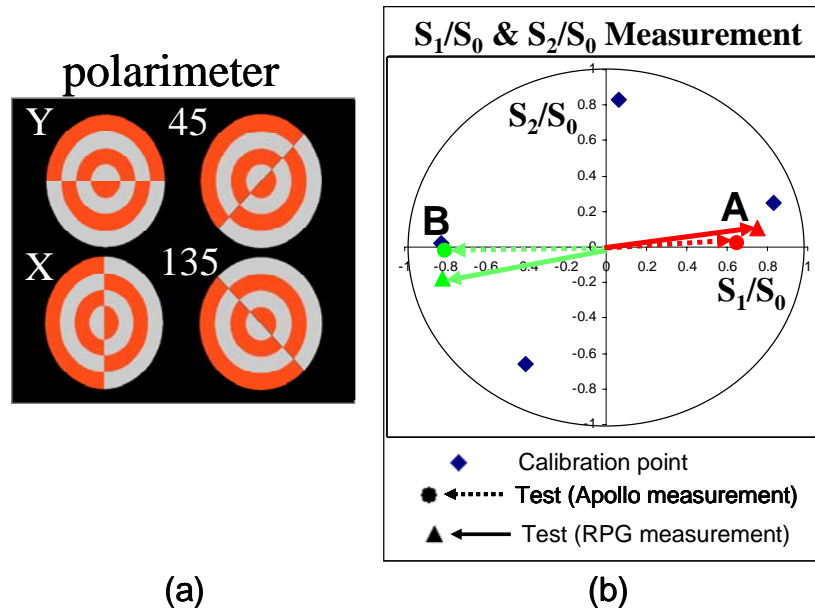 polarimeter
Y 45
X 135
(a)
S1/S0 & S2/S0 Measurement
1
0.8
S2/S0
0.6
0.4
B A
0.2
0
-1 -0.8 -0.6 -0.4 -0.2 0 0.2 0.4 0.6 0.8 1
-0.2
S1/S0
-0.4
-0.6
-0.8
-1
Calibration point
Test (Apollo measurement)
Test (RPG measurement)
(b)